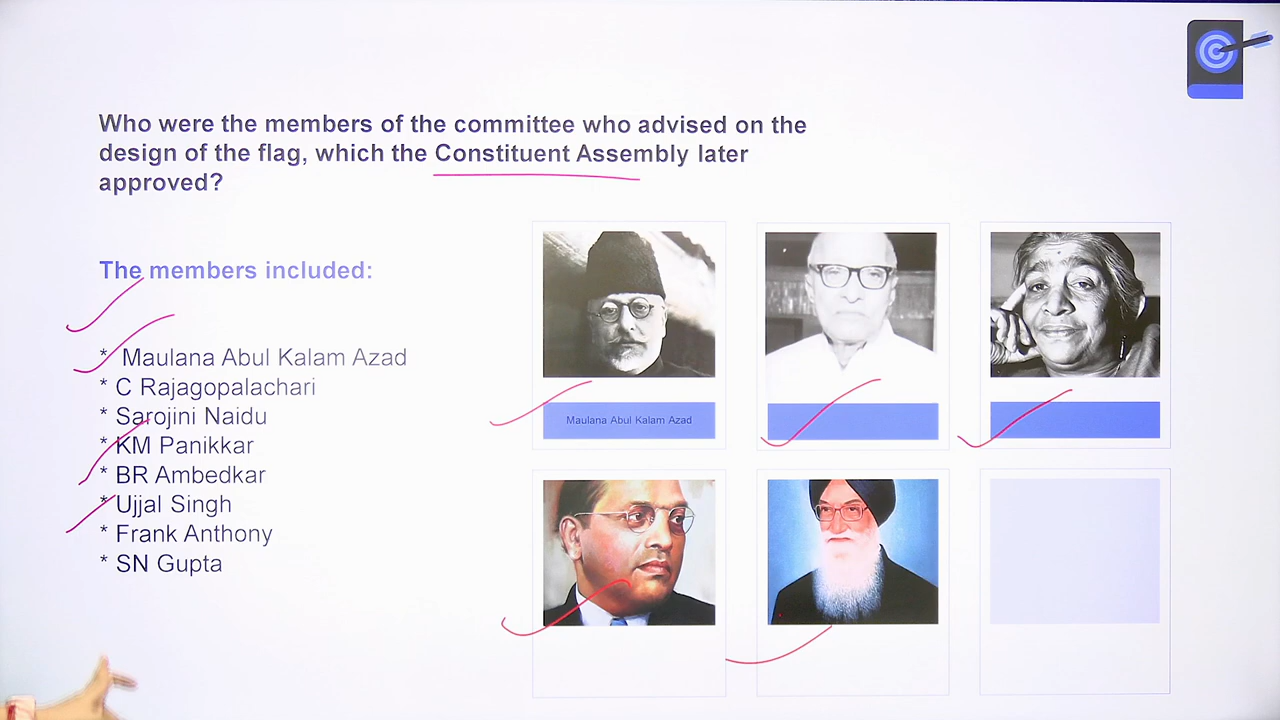 Who were the members of the committee who advised on the
design of the flag, which the Constituent Assembly later
approved?
The members included:
* Maulana Abul Kalam Azad
* C Rajagopalachari
* Sarojini Naidu
* KM Panikkar
* BR Ambedkar
* Ujjal Singh
* Frank Anthony
* SN Gupta
Maulana Abul Kalam Azad